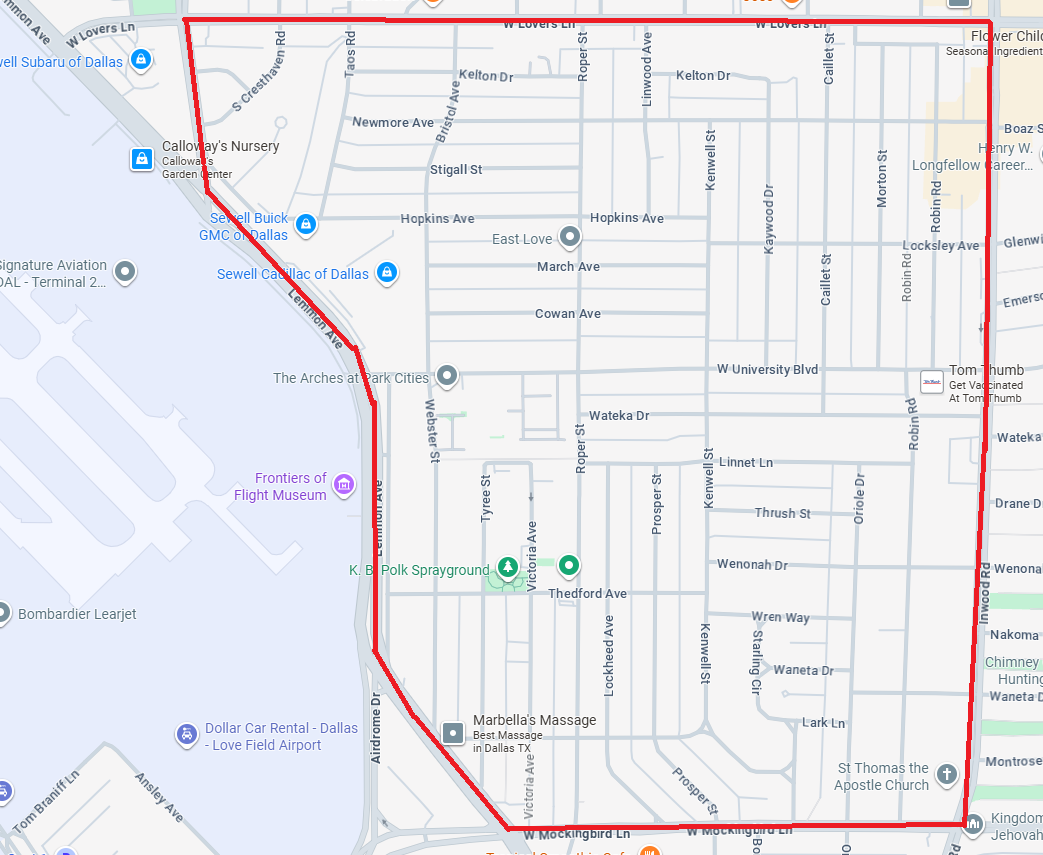 W Lovers Ln
W Lovers Ln
W Lovers Ln
Flower Chil
Seasonal Ingredient
well Subaru of Dallas
S Cresthaven Rd
Taos Rd
Kelton Dr
Bristol Ave
Roper St
Linwood Ave
Kelton Dr
Caillet St
Newmore Ave
Boaz S
Calloway's Nursery
Calloway's
Garden Center
Henry W.
Longfellow Career...
Stigall St
Kenwell St
Morton St
Robin Rd
Kaywood Dr
Sewell Buick
GMC of Dallas
Hopkins Ave
Hopkins Ave
East Love
Locksley Ave
Glenwi
Signature Aviation
DAL - Terminal 2...
Sewell Cadillac of Dallas
March Ave
Caillet St
Robin Rd
Emerso
Lemmon Ave
Cowan Ave
The Arches at Park Cities
W University Blvd
Tom Thumb
Get Vaccinated
At Tom Thumb
Webster St
Wateka Dr
Robin Rd
Wateka
Roper St
Frontiers of
Flight Museum
Linnet Ln
Kenwell St
Tyree St
Prosper St
Oriole Dr
Drane D
Lemmon Ave
Thrush St
Victoria Ave
K. B. Polk Sprayground
Wenonah Dr
Wenona
Inwood Rd
Thedford Ave
Bombardier Learjet
Wren Way
Nakoma
Lockheed Ave
Kenwell St
Starling Cir
Waneta Dr
Chimney
Hunting
Waneta D
Airdrome Dr
Dollar Car Rental - Dallas
- Love Field Airport
Marbella's Massage
Best Massage
in Dallas TX
Lark Ln
Montrose
Victoria Ave
Prosper St
St Thomas the
Apostle Church
Tom Braniff Ln
Ansley Ave
W Mockingbird Ln
W Mockingbird Ln
Kingdom
Jehovah